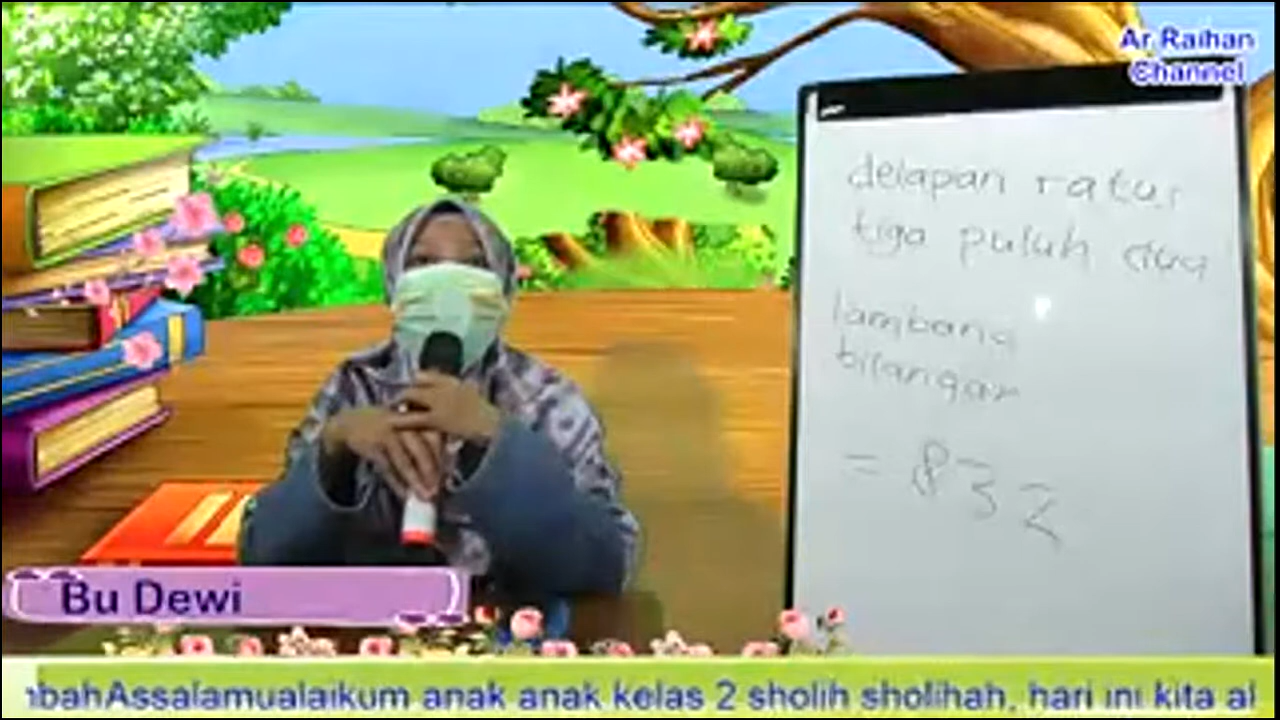 Ar Raihan
Channel
delapan ratus
tiga puluh dua
lambang
bilangan
= 832
Bu Dewi
Assalamualaikum anak anak kelas 2 sholih sholihah, hari ini kita